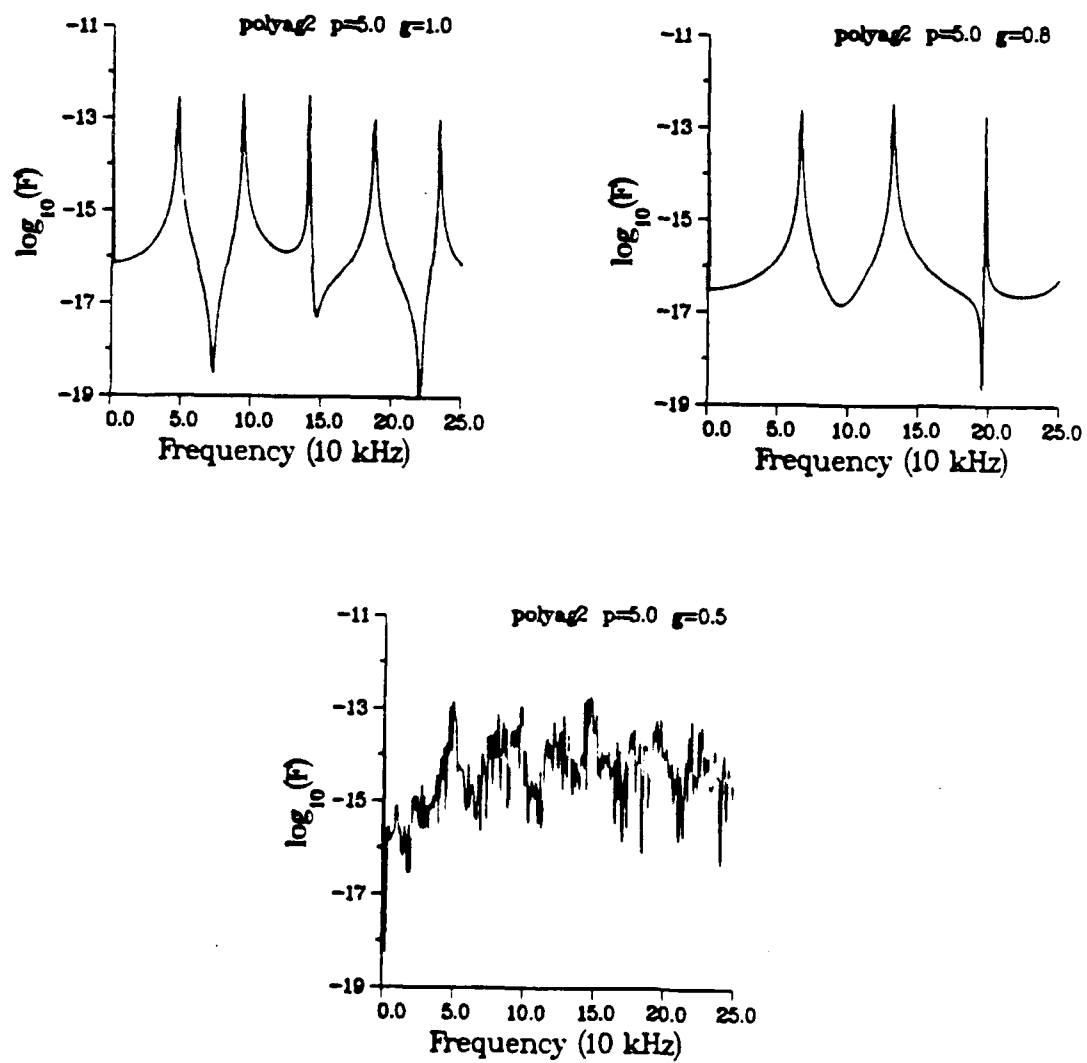 polyag2 p=5.0 g=1.0
-11
-13
-15
-17
-19
log10(F)
0.0 5.0 10.0 15.0 20.0 25.0
Frequency (10 kHz)
polyag2 p=5.0 g=0.8
-11
-13
-15
-17
-19
log10(F)
0.0 5.0 10.0 15.0 20.0 25.0
Frequency (10 kHz)
polyag2 p=5.0 g=0.5
-11
-13
-15
-17
-19
log10(F)
0.0 5.0 10.0 15.0 20.0 25.0
Frequency (10 kHz)